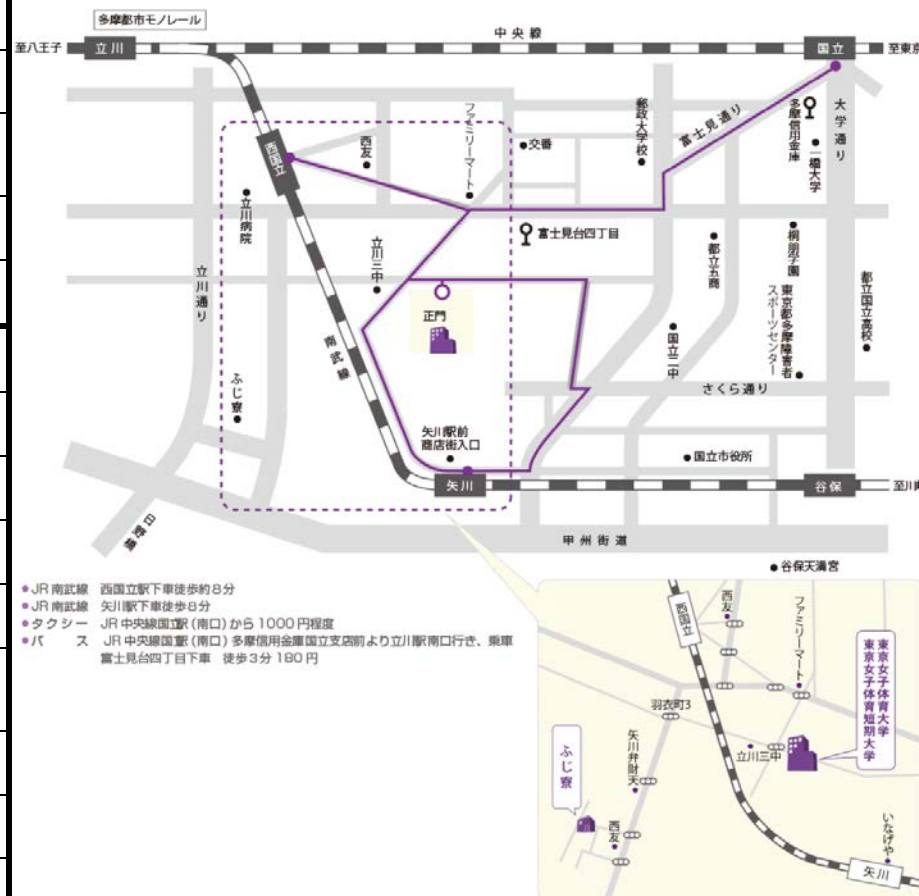 多摩都市モノレール
至八王子
立川
中央線
国立
至東京
西国立
西友
ファミリーマート
交番
郵政大学校
富士見通り
多摩信用金庫
一橋大学
大学通り
立川病院
立川三中
富士見台四丁目
都立五商
桐朋学園
東京都多摩障害者
スポーツセンター
都立国立高校
立川通り
正門
南武線
国立二中
さくら通り
ふじ寮
矢川駅前
商店街入口
国立市役所
矢川
谷保
至川
日野橋
甲州街道
谷保天満宮
JR南武線 西国立駅下車徒歩約8分
JR南武線 矢川駅下車徒歩8分
タクシー JR中央線国立駅(南口)から1000円程度
バス JR中央線国立駅(南口)多摩信用金庫国立支店前より立川駅南口行き、乗車
富士見台四丁目下車 徒歩3分 180円
西国立
西友
ファミリーマート
東京女子体育大学
東京女子体育短期大学
羽衣町3
矢川弁財天
立川三中
ふじ寮
西友
いなげや
矢川